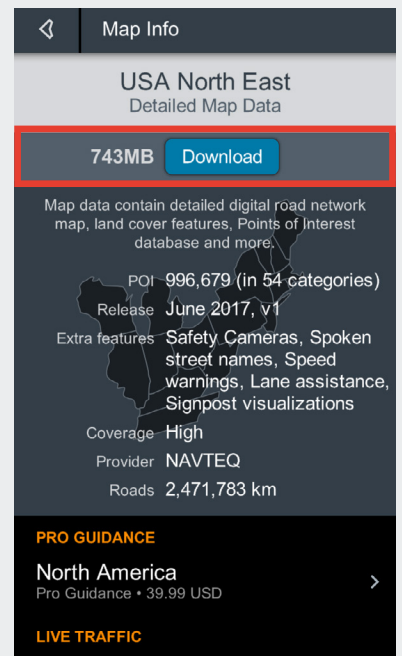 Map Info
USA North East
Detailed Map Data
743MB Download
Map data contain detailed digital road network
map, land cover features, Points of Interest
database and more.
POI 996,679 (in 54 categories)
Release June 2017, v1
Extra features Safety Cameras, Spoken
street names, Speed
warnings, Lane assistance,
Signpost visualizations
Coverage High
Provider NAVTEQ
Roads 2,471,783 km
PRO GUIDANCE
North America
Pro Guidance • 39.99 USD
LIVE TRAFFIC